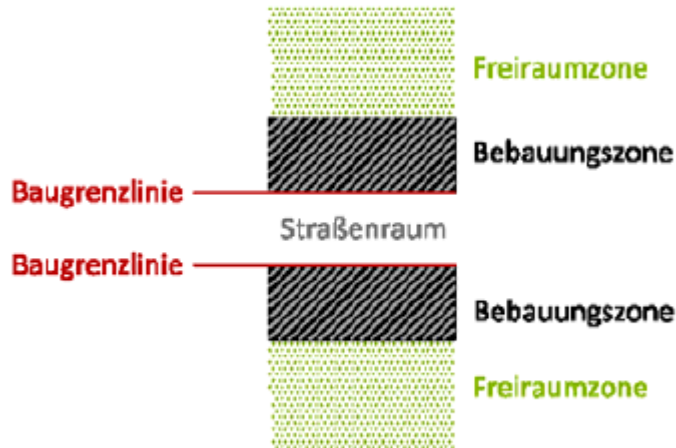 Freiraumzone
Bebauungszone
Baugrenzlinie
Straßenraum
Baugrenzlinie
Bebauungszone
Freiraumzone